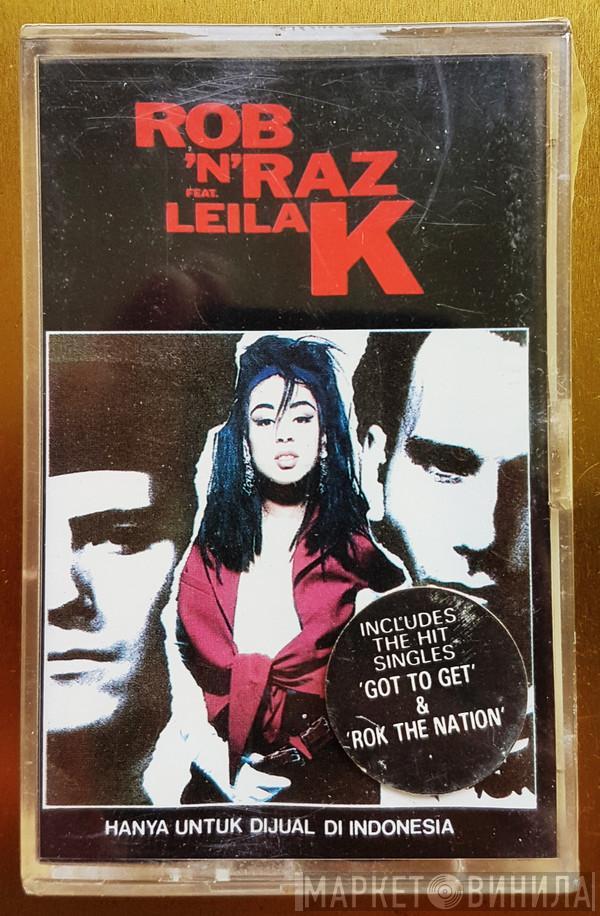 ROB
'N' RAZ
FEAT.
LEILA K
INCLUDES
THE HIT
SINGLES
'GOT TO GET'
&
'ROK THE NATION'
HANYA UNTUK DIJUAL DI INDONESIA
МАРКЕТ ВИНИЛА